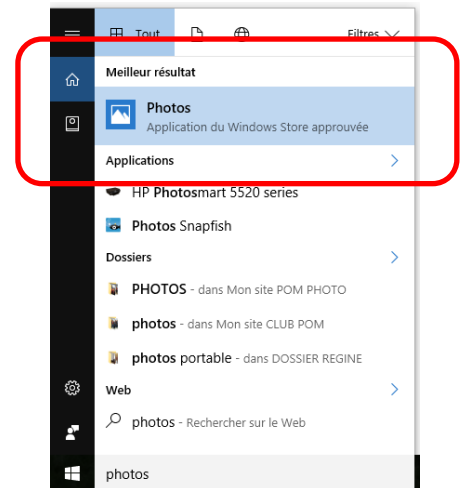 Tout Filtres
Meilleur résultat
Photos
Application du Windows Store approuvée
Applications
HP Photosmart 5520 series
Photos Snapfish
Dossiers
PHOTOS - dans Mon site POM PHOTO
photos - dans Mon site CLUB POM
photos portable - dans DOSSIER REGINE
Web
photos - Rechercher sur le Web
photos